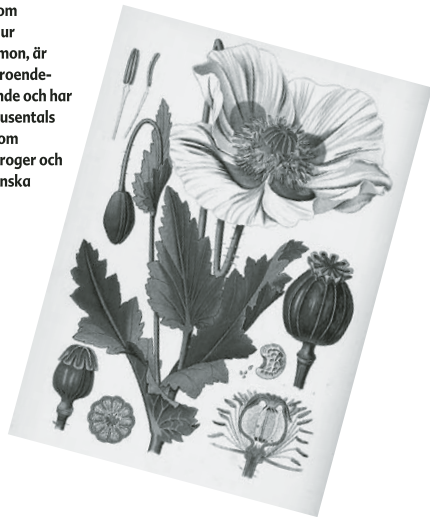 om
ur
mon, är
roende-
nde och har
usentals
om
roger och
nska